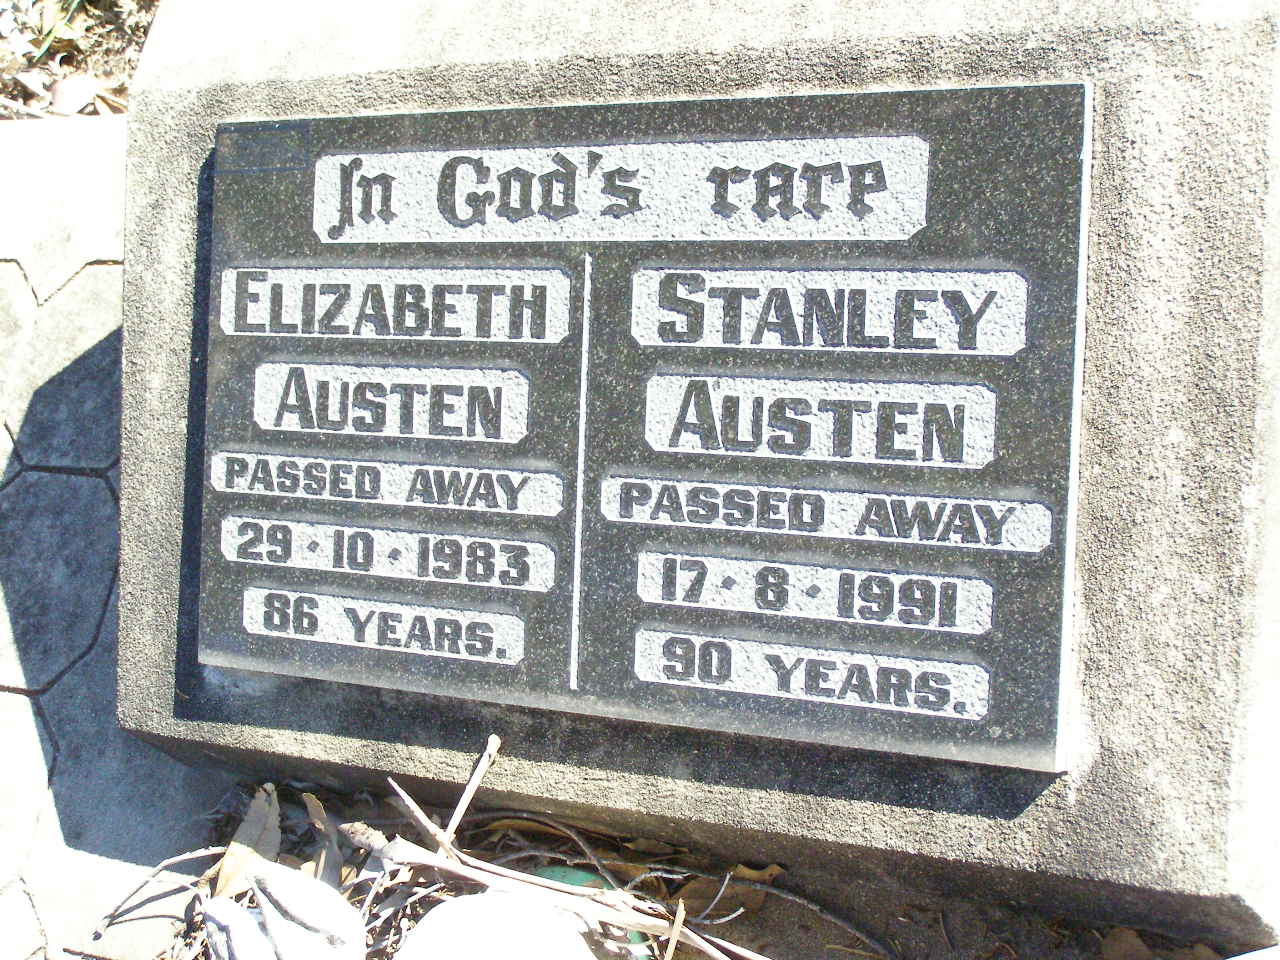 In God's rare
ELIZABETH
AUSTEN
PASSED AWAY
29·10·1983
86 YEARS.
STANLEY
AUSTEN
PASSED AWAY
17·8·1991
90 YEARS.